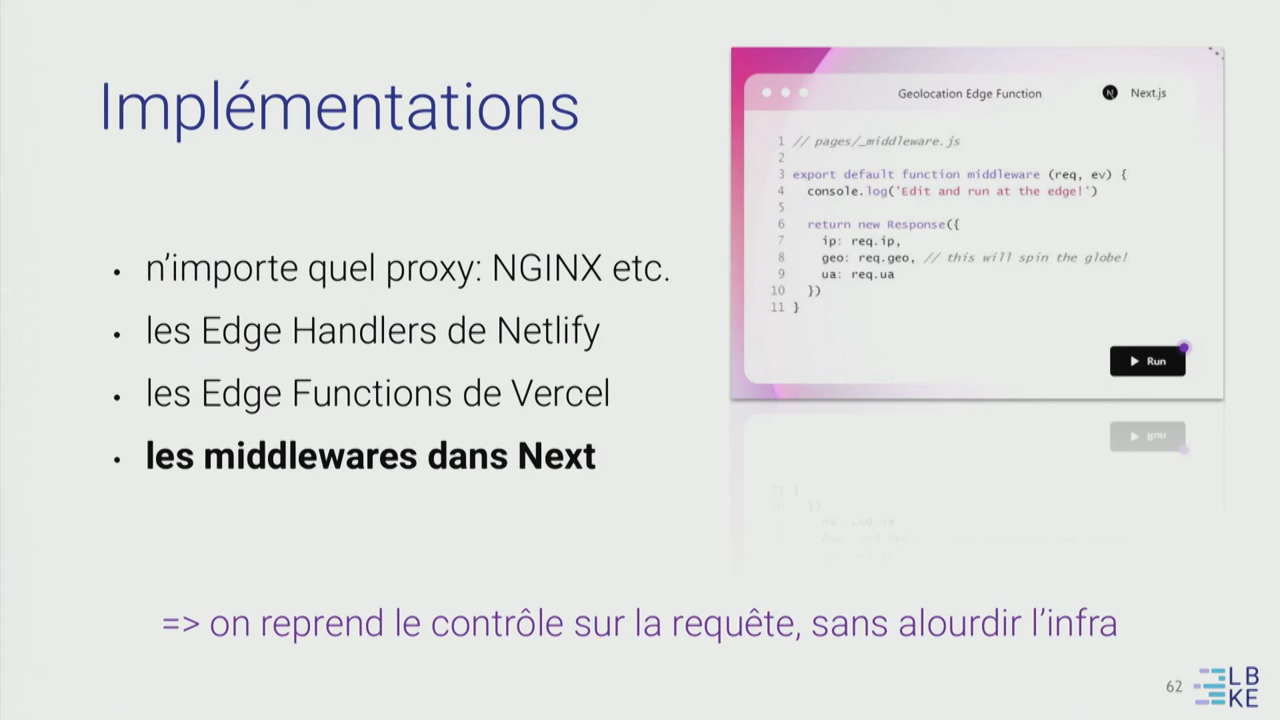 Implémentations
• n’importe quel proxy: NGINX etc.
• les Edge Handlers de Netlify
• les Edge Functions de Vercel
• les middlewares dans Next
Geolocation Edge Function
N Next.js
1 // pages/_middleware.js
2
3 export default function middleware (req, ev) {
4 console.log('Edit and run at the edge!')
5
6 return new Response({
7 ip: req.ip,
8 geo: req.geo, // this will spin the globe!
9 ua: req.ua
10 })
11 }
Run
=> on reprend le contrôle sur la requête, sans alourdir l’infra
62
LB
KE